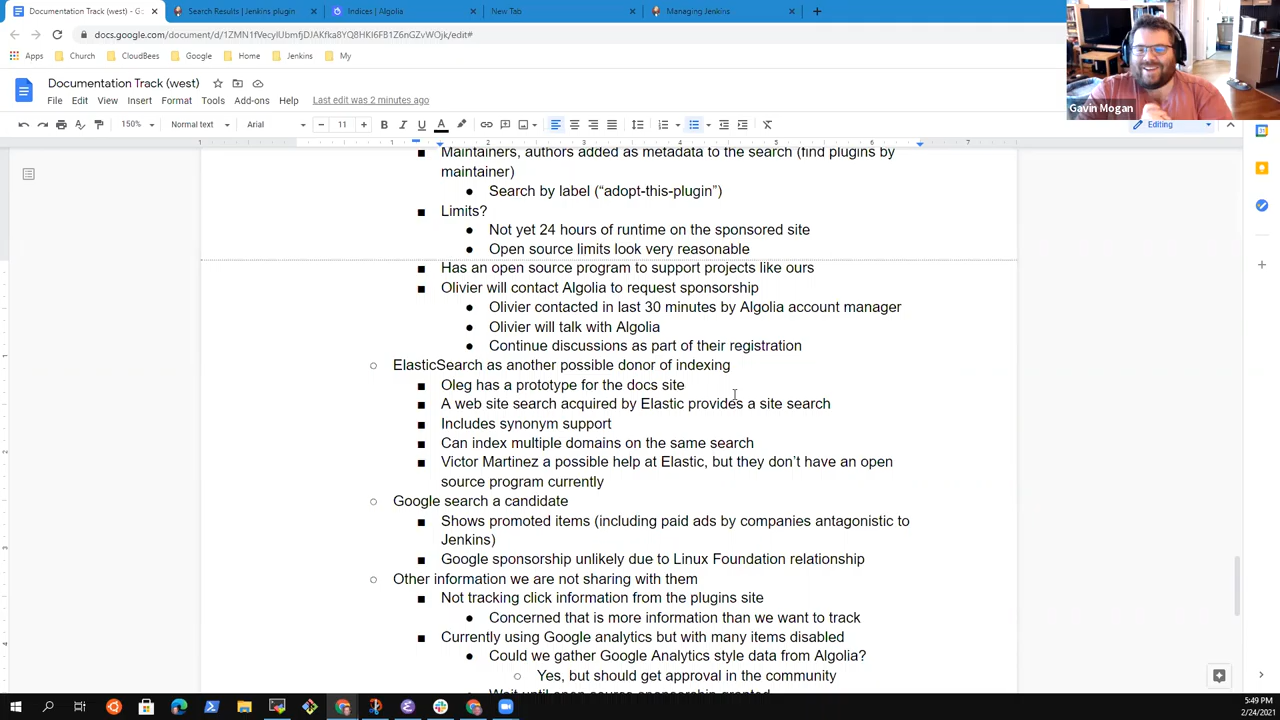 Documentation Track (west) - G
Search Results | Jenkins plugin
Indices | Algolia
New Tab
Managing Jenkins
docs.google.com/document/d/1ZMN1fVecylUbmfjDJAKfka8YQ8HKI6FB1Z6nGZvWOjk/edit#
Apps
Church
CloudBees
Google
Home
Jenkins
My
Documentation Track (west)
File Edit View Insert Format Tools Add-ons Help Last edit was 2 minutes ago
Gavin Mogan
150% Normal text Arial 11 Editing
Maintainers, authors added as metadata to the search (find plugins by
maintainer)
Search by label (“adopt-this-plugin”)
Limits?
Not yet 24 hours of runtime on the sponsored site
Open source limits look very reasonable
Has an open source program to support projects like ours
Olivier will contact Algolia to request sponsorship
Olivier contacted in last 30 minutes by Algolia account manager
Olivier will talk with Algolia
Continue discussions as part of their registration
ElasticSearch as another possible donor of indexing
Oleg has a prototype for the docs site
A web site search acquired by Elastic provides a site search
Includes synonym support
Can index multiple domains on the same search
Victor Martinez a possible help at Elastic, but they don’t have an open
source program currently
Google search a candidate
Shows promoted items (including paid ads by companies antagonistic to
Jenkins)
Google sponsorship unlikely due to Linux Foundation relationship
Other information we are not sharing with them
Not tracking click information from the plugins site
Concerned that is more information than we want to track
Currently using Google analytics but with many items disabled
Could we gather Google Analytics style data from Algolia?
Yes, but should get approval in the community
Wait until open source sponsorship granted
5:49 PM
2/24/2021